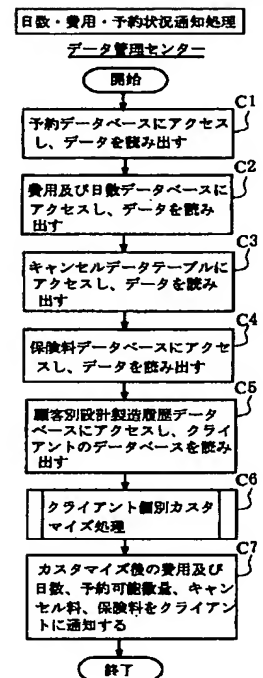 日数・費用・予約状況通知処理
データ管理センター
開始
C1
予約データベースにアクセス
し、データを読み出す
C2
費用及び日数データベースに
アクセスし、データを読み
出す
C3
キャンセルデータテーブルに
アクセスし、データを読み
出す
C4
保険料データベースにアクセ
スし、データを読み出す
C5
顧客別設計製造履歴データ
ベースにアクセスし、クライ
アントのデータベースを読み
出す
C6
クライアント個別カスタ
マイズ処理
C7
カスタマイズ後の費用及び
日数、予約可能数量、キャン
セル料、保険料をクライアン
トに通知する
終了